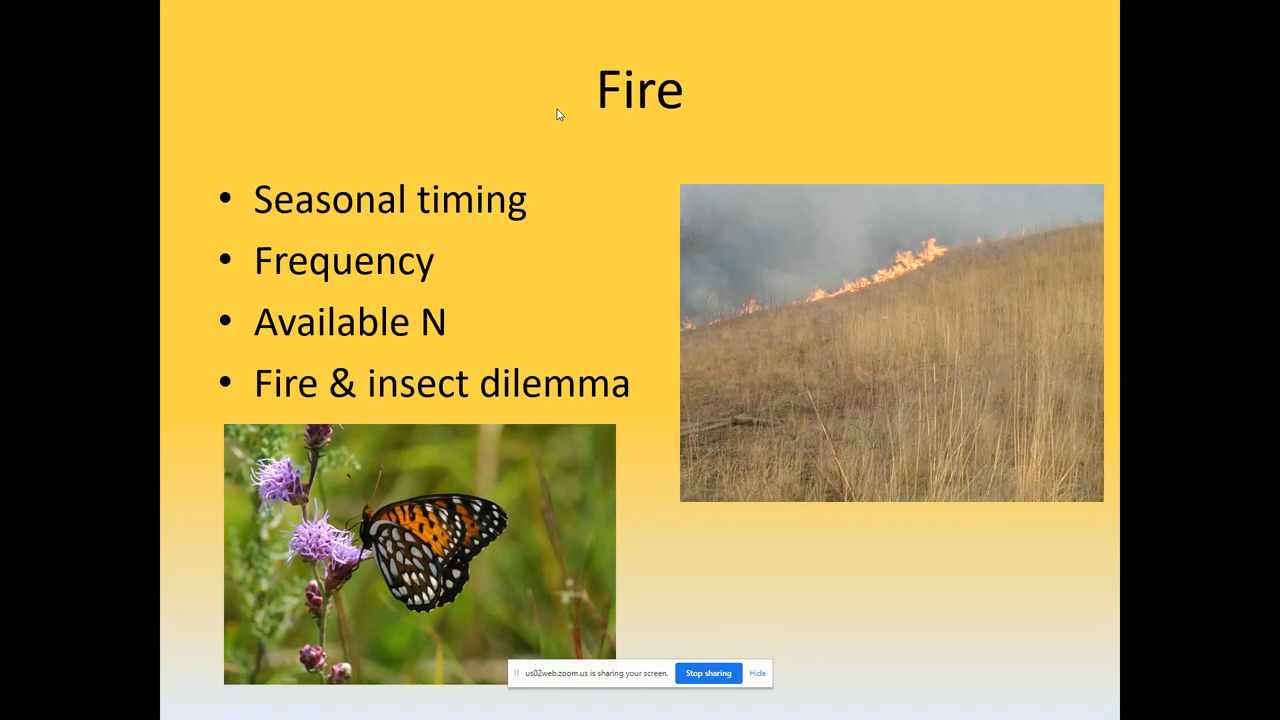 Fire
• Seasonal timing
• Frequency
• Available N
• Fire & insect dilemma
us02web.zoom.us is sharing your screen.
Stop sharing
Hide